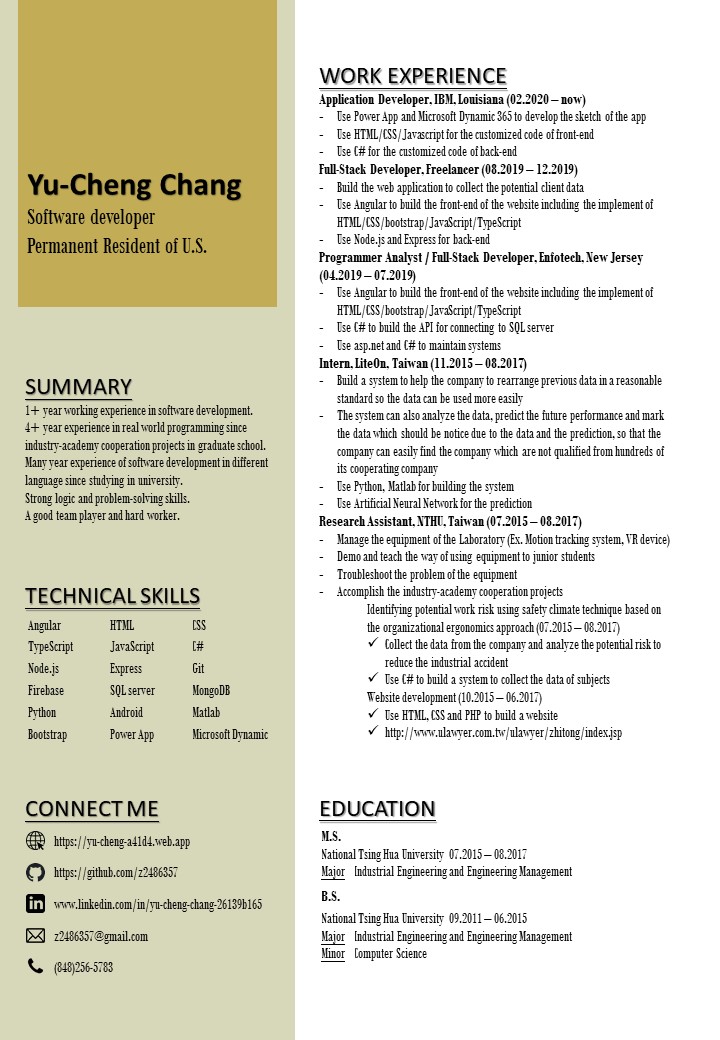 Yu-Cheng Chang
Software developer
Permanent Resident of U.S.
SUMMARY
1+ year working experience in software development.
4+ year experience in real world programming since
industry-academy cooperation projects in graduate school.
Many year experience of software development in different
language since studying in university.
Strong logic and problem-solving skills.
A good team player and hard worker.
TECHNICAL SKILLS
Angular HTML CSS
TypeScript JavaScript C#
Node.js Express Git
Firebase SQL server MongoDB
Python Android Matlab
Bootstrap Power App Microsoft Dynamic
CONNECT ME
https://yu-cheng-a41d4.web.app
https://github.com/z2486357
www.linkedin.com/in/yu-cheng-chang-26139b165
z2486357@gmail.com
(848)256-5783
WORK EXPERIENCE
Application Developer, IBM, Louisiana (02.2020 – now)
- Use Power App and Microsoft Dynamic 365 to develop the sketch of the app
- Use HTML/CSS/Javascript for the customized code of front-end
- Use C# for the customized code of back-end
Full-Stack Developer, Freelancer (08.2019 – 12.2019)
- Build the web application to collect the potential client data
- Use Angular to build the front-end of the website including the implement of
HTML/CSS/bootstrap/JavaScript/TypeScript
- Use Node.js and Express for back-end
Programmer Analyst / Full-Stack Developer, Enfotech, New Jersey
(04.2019 – 07.2019)
- Use Angular to build the front-end of the website including the implement of
HTML/CSS/bootstrap/JavaScript/TypeScript
- Use C# to build the API for connecting to SQL server
- Use asp.net and C# to maintain systems
Intern, LiteOn, Taiwan (11.2015 – 08.2017)
- Build a system to help the company to rearrange previous data in a reasonable
standard so the data can be used more easily
- The system can also analyze the data, predict the future performance and mark
the data which should be notice due to the data and the prediction, so that the
company can easily find the company which are not qualified from hundreds of
its cooperating company
- Use Python, Matlab for building the system
- Use Artificial Neural Network for the prediction
Research Assistant, NTHU, Taiwan (07.2015 – 08.2017)
- Manage the equipment of the Laboratory (Ex. Motion tracking system, VR device)
- Demo and teach the way of using equipment to junior students
- Troubleshoot the problem of the equipment
- Accomplish the industry-academy cooperation projects
Identifying potential work risk using safety climate technique based on
the organizational ergonomics approach (07.2015 – 08.2017)
✓ Collect the data from the company and analyze the potential risk to
reduce the industrial accident
✓ Use C# to build a system to collect the data of subjects
Website development (10.2015 – 06.2017)
✓ Use HTML, CSS and PHP to build a website
✓ http://www.ulawyer.com.tw/ulawyer/zhitong/index.jsp
EDUCATION
M.S.
National Tsing Hua University 07.2015 – 08.2017
Major Industrial Engineering and Engineering Management
B.S.
National Tsing Hua University 09.2011 – 06.2015
Major Industrial Engineering and Engineering Management
Minor Computer Science